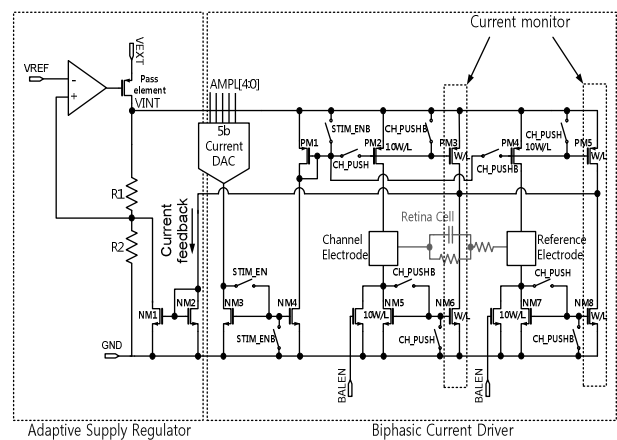 Current monitor
VREF
VEXT
Pass
element
VINT
AMPL[4:0]
5b
Current
DAC
PM1
STIM_ENB
CH_PUSH
PM2
10W/L
CH_PUSHB
PM3
W/L
CH_PUSHB
PM4
10W/L
CH_PUSH
PM5
W/L
R1
R2
Current
feedback
Retina Cell
Channel
Electrode
Reference
Electrode
STIM_EN
CH_PUSHB
CH_PUSH
NM1
NM2
NM3
NM4
STIM_ENB
10W/L
NM5
NM6
W/L
CH_PUSH
10W/L
NM7
NM8
W/L
CH_PUSHB
GND
BALEN
BALEN
Adaptive Supply Regulator
Biphasic Current Driver